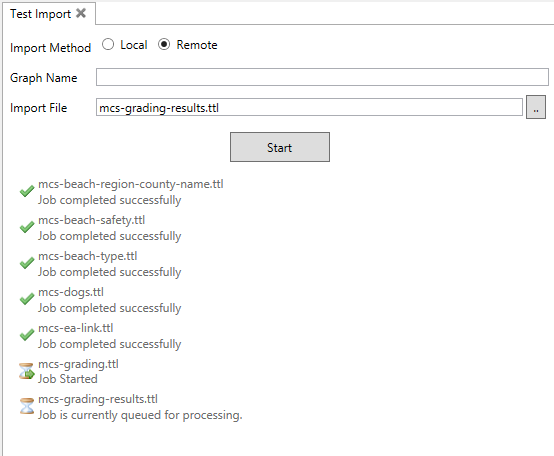 Test Import
Import Method Local Remote
Graph Name
Import File mcs-grading-results.ttl ..
Start
mcs-beach-region-county-name.ttl
Job completed successfully
mcs-beach-safety.ttl
Job completed successfully
mcs-beach-type.ttl
Job completed successfully
mcs-dogs.ttl
Job completed successfully
mcs-ea-link.ttl
Job completed successfully
mcs-grading.ttl
Job Started
mcs-grading-results.ttl
Job is currently queued for processing.